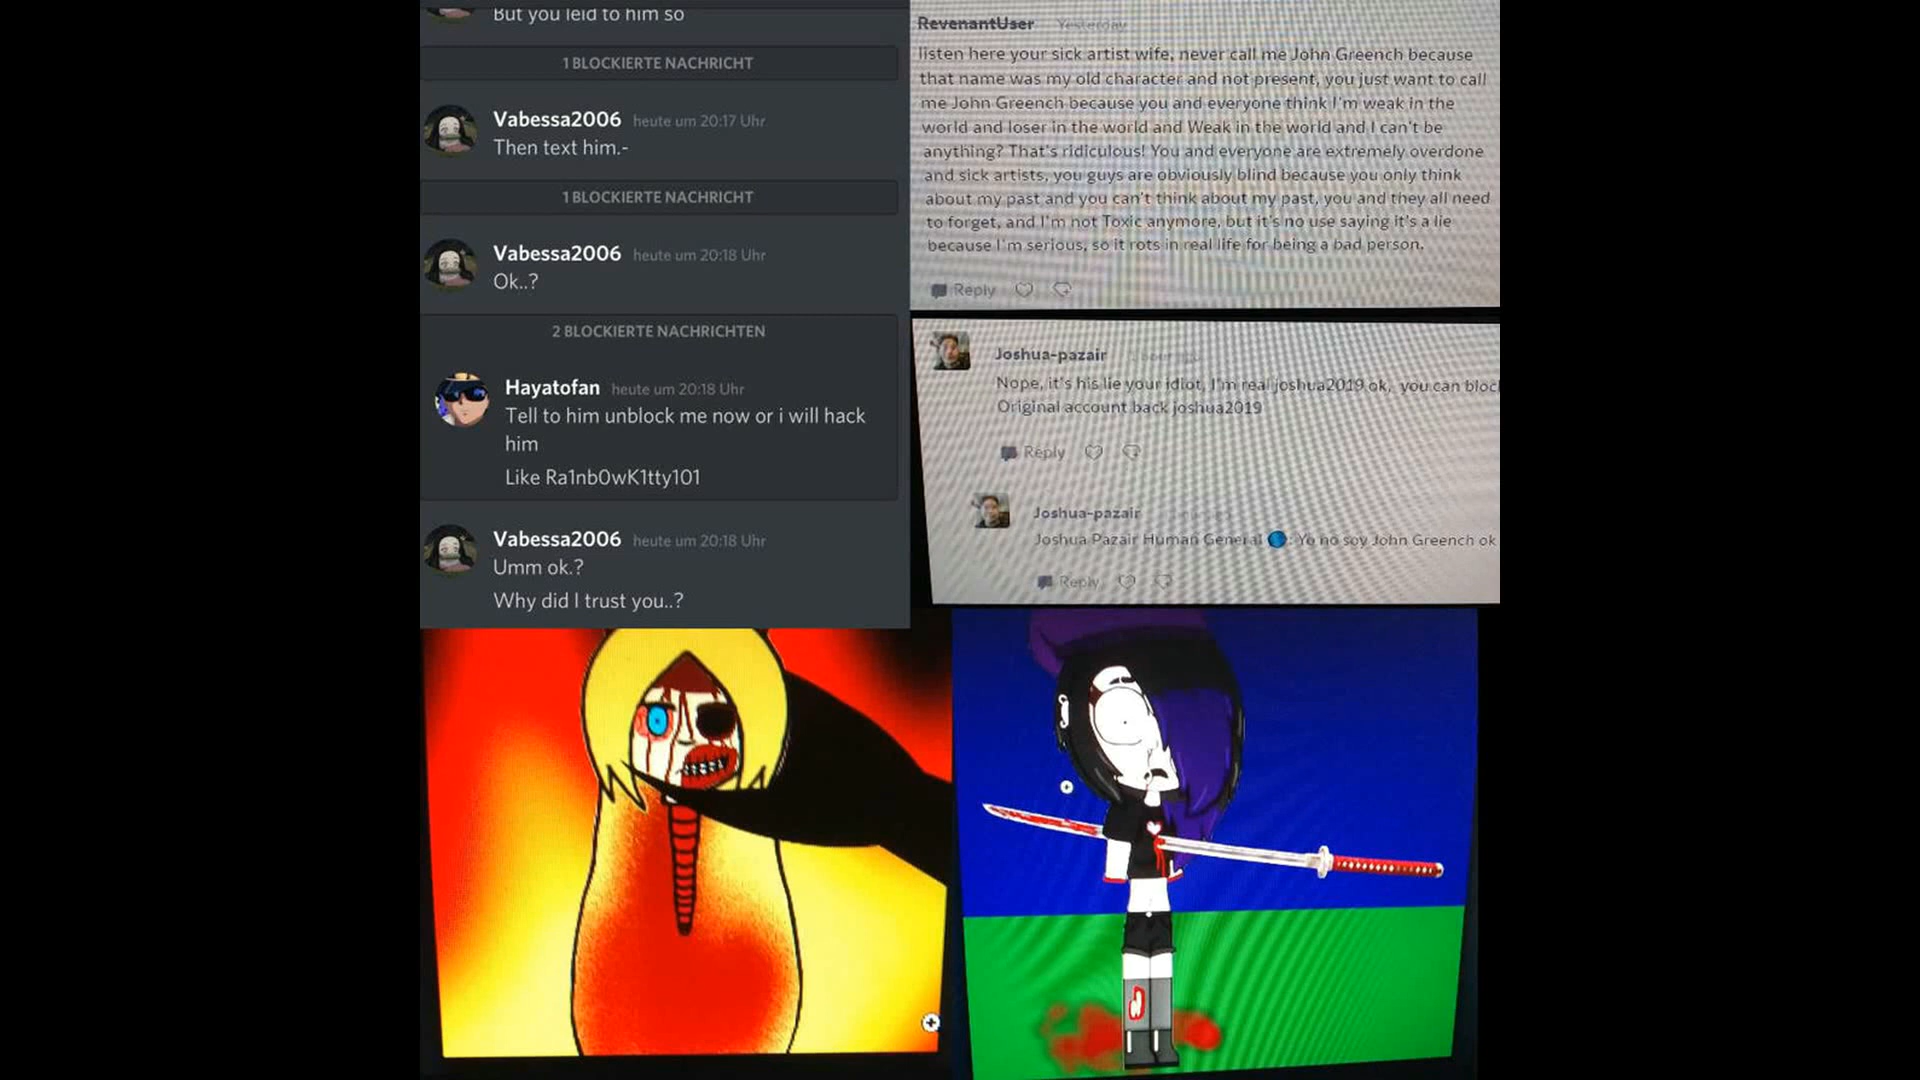 But you leid to him so
1 BLOCKIERTE NACHRICHT
Vabessa2006 heute um 20:17 Uhr
Then text him.-
1 BLOCKIERTE NACHRICHT
Vabessa2006 heute um 20:18 Uhr
Ok..?
2 BLOCKIERTE NACHRICHTEN
Hayatofan heute um 20:18 Uhr
Tell to him unblock me now or i will hack
him
Like Ra1nb0wK1tty101
Vabessa2006 heute um 20:18 Uhr
Umm ok.?
Why did I trust you..?
RevenantUser Yesterday
listen here your sick artist wife, never call me John Greench because
that name was my old character and not present, you just want to call
me John Greench because you and everyone think I'm weak in the
world and loser in the world and Weak in the world and I can't be
anything? That's ridiculous! You and everyone are extremely overdone
and sick artists, you guys are obviously blind because you only think
about my past and you can't think about my past, you and they all need
to forget, and I'm not Toxic anymore, but it's no use saying it's a lie
because I'm serious, so it rots in real life for being a bad person.
Reply
Joshua-pazair
Nope, it's his lie your idiot, I'm real joshua2019 ok, you can bloc
Original account back joshua2019
Reply
Joshua-pazair
Joshua Pazair Human General : Yo no soy John Greench ok
Reply